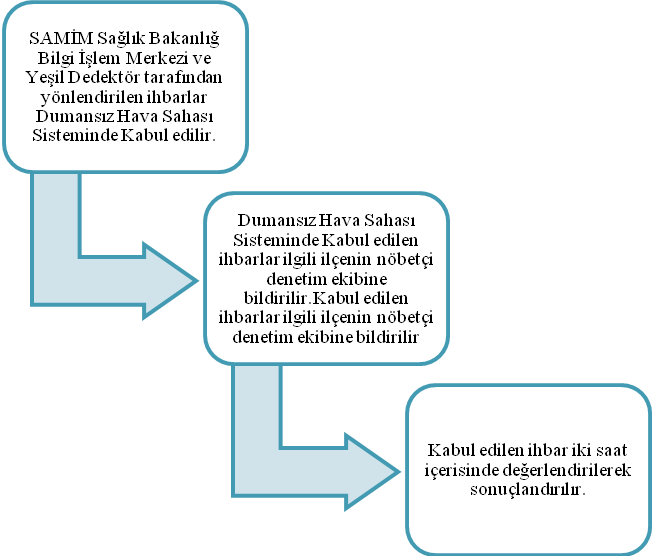 SAMİM Sağlık Bakanlığ
Bilgi İşlem Merkezi ve
Yeşil Dedektör tarafından
yönlendirilen ihbarlar
Dumansız Hava Sahası
Sisteminde Kabul edilir.
Dumansız Hava Sahası
Sisteminde Kabul edilen
ihbarlar ilgili ilçenin nöbetçi
denetim ekibine
bildirilir.Kabul edilen
ihbarlar ilgili ilçenin nöbetçi
denetim ekibine bildirilir
Kabul edilen ihbar iki saat
içerisinde değerlendirilerek
sonuçlandırılır.